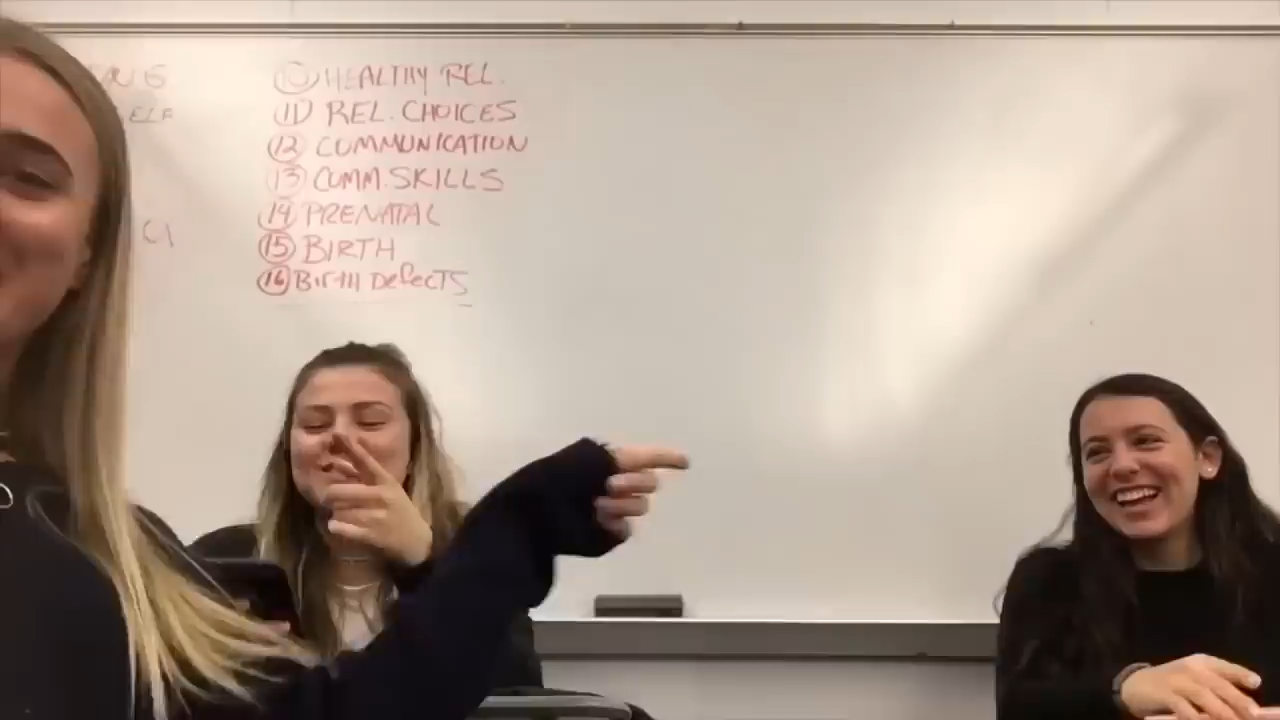 10 HEALTHY REL.
11 REL. CHOICES
12 COMMUNICATION
13 COMM. SKILLS
14 PRENATAL
15 BIRTH
16 Birth Defects